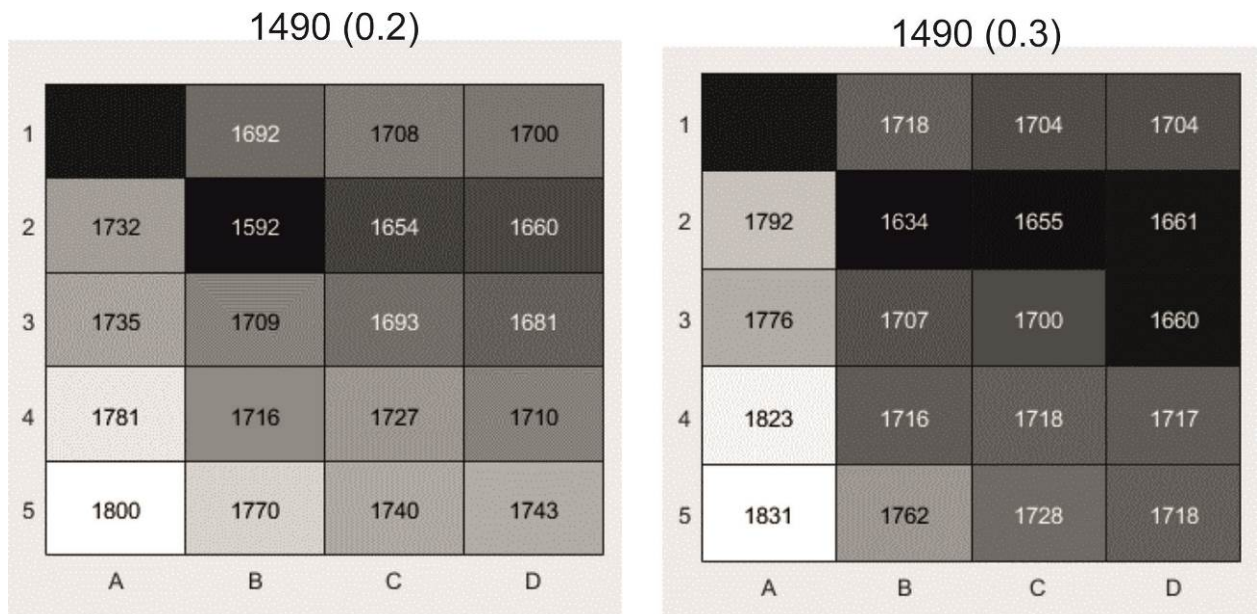 1490 (0.2)
1 1692 1708 1700
2 1732 1592 1654 1660
3 1735 1709 1693 1681
4 1781 1716 1727 1710
5 1800 1770 1740 1743
A B C D
1490 (0.3)
1 1718 1704 1704
2 1792 1634 1655 1661
3 1776 1707 1700 1660
4 1823 1716 1718 1717
5 1831 1762 1728 1718
A B C D